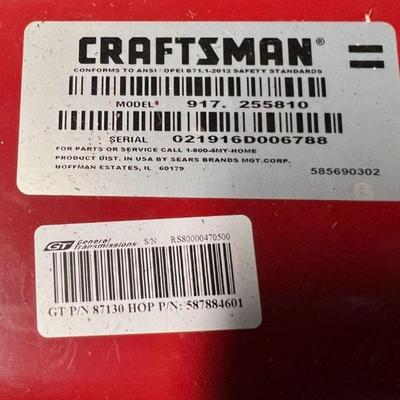 CRAFTSMAN®
CONFORMS TO ANSI / OPEI B71.1-2012 SAFETY STANDARDS
MODEL 917. 255810
SERIAL 021916D006788
FOR PARTS OR SERVICE CALL 1-800-4MY-HOME
PRODUCT DIST. IN USA BY SEARS BRANDS MGT.CORP.
HOFFMAN ESTATES, IL 60179 585690302
GT General Transmissions S/N RS80000470500
GT P/N 87130 HOP P/N: 587884601